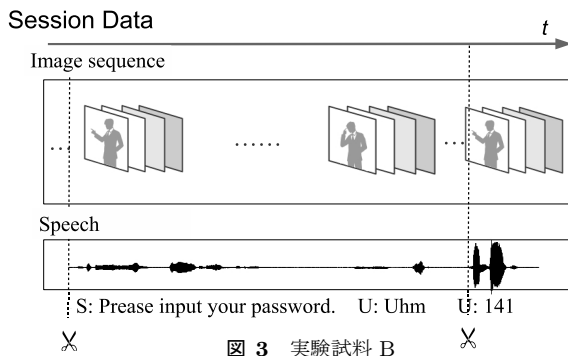 Session Data
t
Image sequence
... ...... ...
Speech
S: Prease input your password. U: Uhm U: 141
図 3 実験試料 B